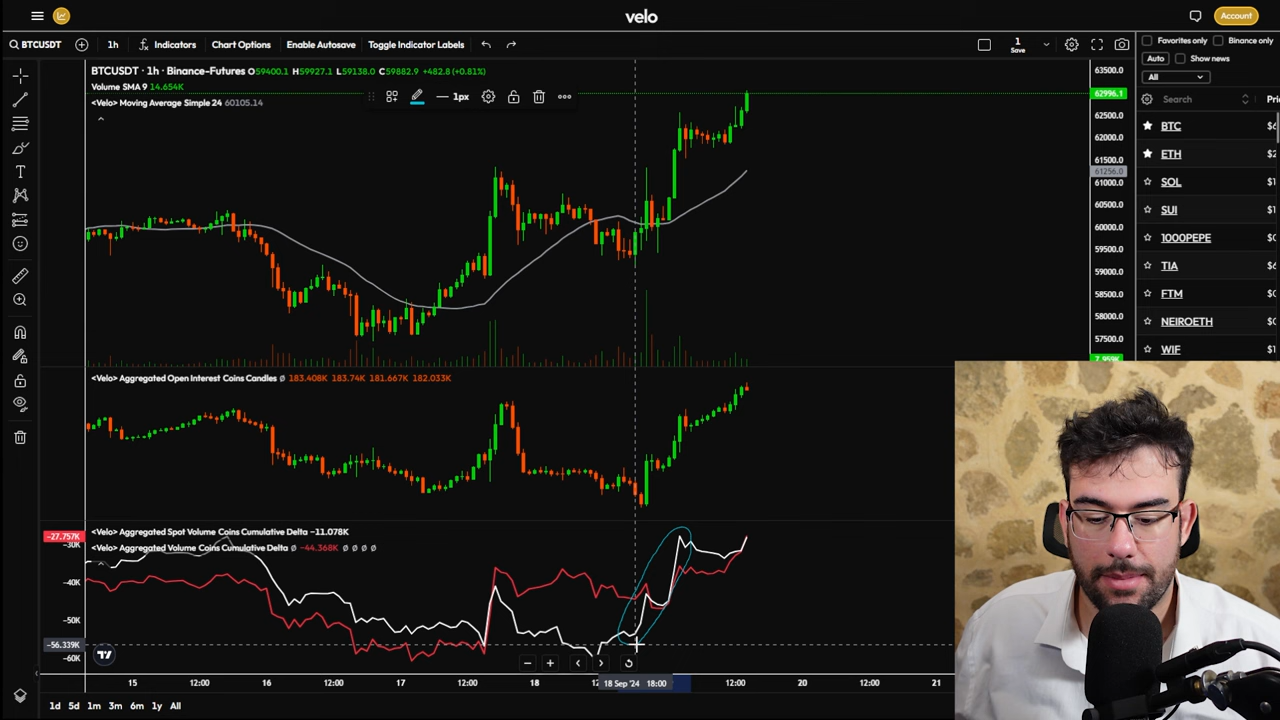 velo
Account
BTCUSDT
1h
Indicators
Chart Options
Enable Autosave
Toggle Indicator Labels
1
Save
Favorites only
Binance only
Auto
Show news
All
Search
BTCUSDT · 1h · Binance-Futures O59400.1 H59927.1 L59138.0 C59882.9 +482.8 (+0.81%)
Volume SMA 9 14.654K
<Velo> Moving Average Simple 24 60105.14
1px
63500.0
62996.1
62500.0
62000.0
61500.0
61256.0
61000.0
60500.0
60000.0
59500.0
59000.0
58500.0
58000.0
57500.0
BTC
ETH
SOL
SUI
1000PEPE
TIA
FTM
NEIROETH
WIF
<Velo> Aggregated Open Interest Coins Candles ∅ 183.408K 183.74K 181.667K 182.033K
<Velo> Aggregated Spot Volume Coins Cumulative Delta −11.078K
<Velo> Aggregated Volume Coins Cumulative Delta ∅ −44.368K ∅ ∅ ∅ ∅
-27.757K
-30K
-40K
-50K
-56.339K
-60K
15
12:00
16
12:00
17
12:00
18
18 Sep '24 18:00
12:00
20
12:00
21
1d
5d
1m
3m
6m
1y
All